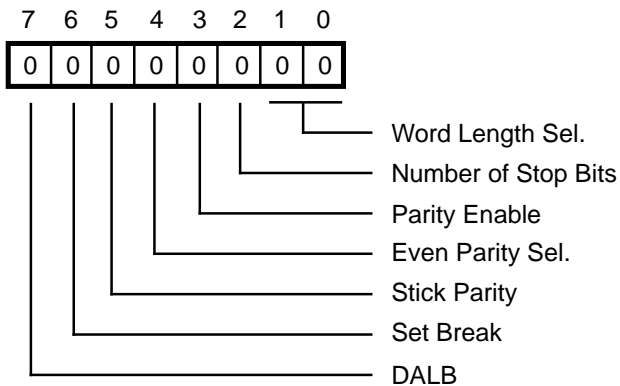 7 6 5 4 3 2 1 0
0 0 0 0 0 0 0 0
Word Length Sel.
Number of Stop Bits
Parity Enable
Even Parity Sel.
Stick Parity
Set Break
DALB